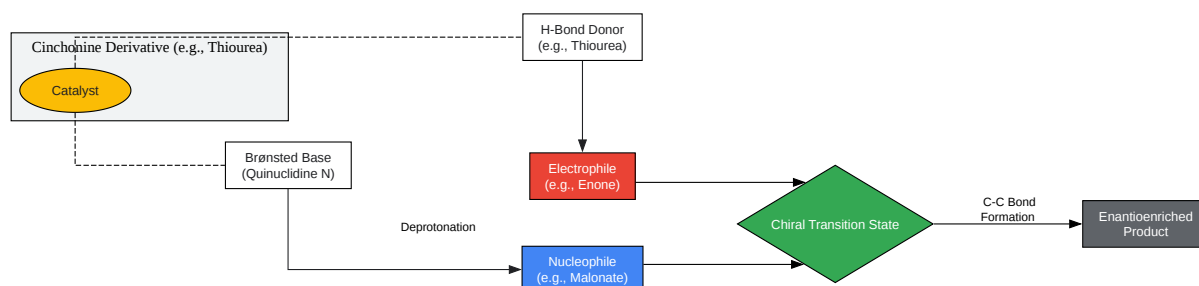 H-Bond Donor
(e.g., Thiourea)
Cinchonine Derivative (e.g., Thiourea)
Catalyst
Brønsted Base
(Quinuclidine N)
Electrophile
(e.g., Enone)
Deprotonation
Nucleophile
(e.g., Malonate)
Chiral Transition State
C-C Bond
Formation
Enantioenriched
Product